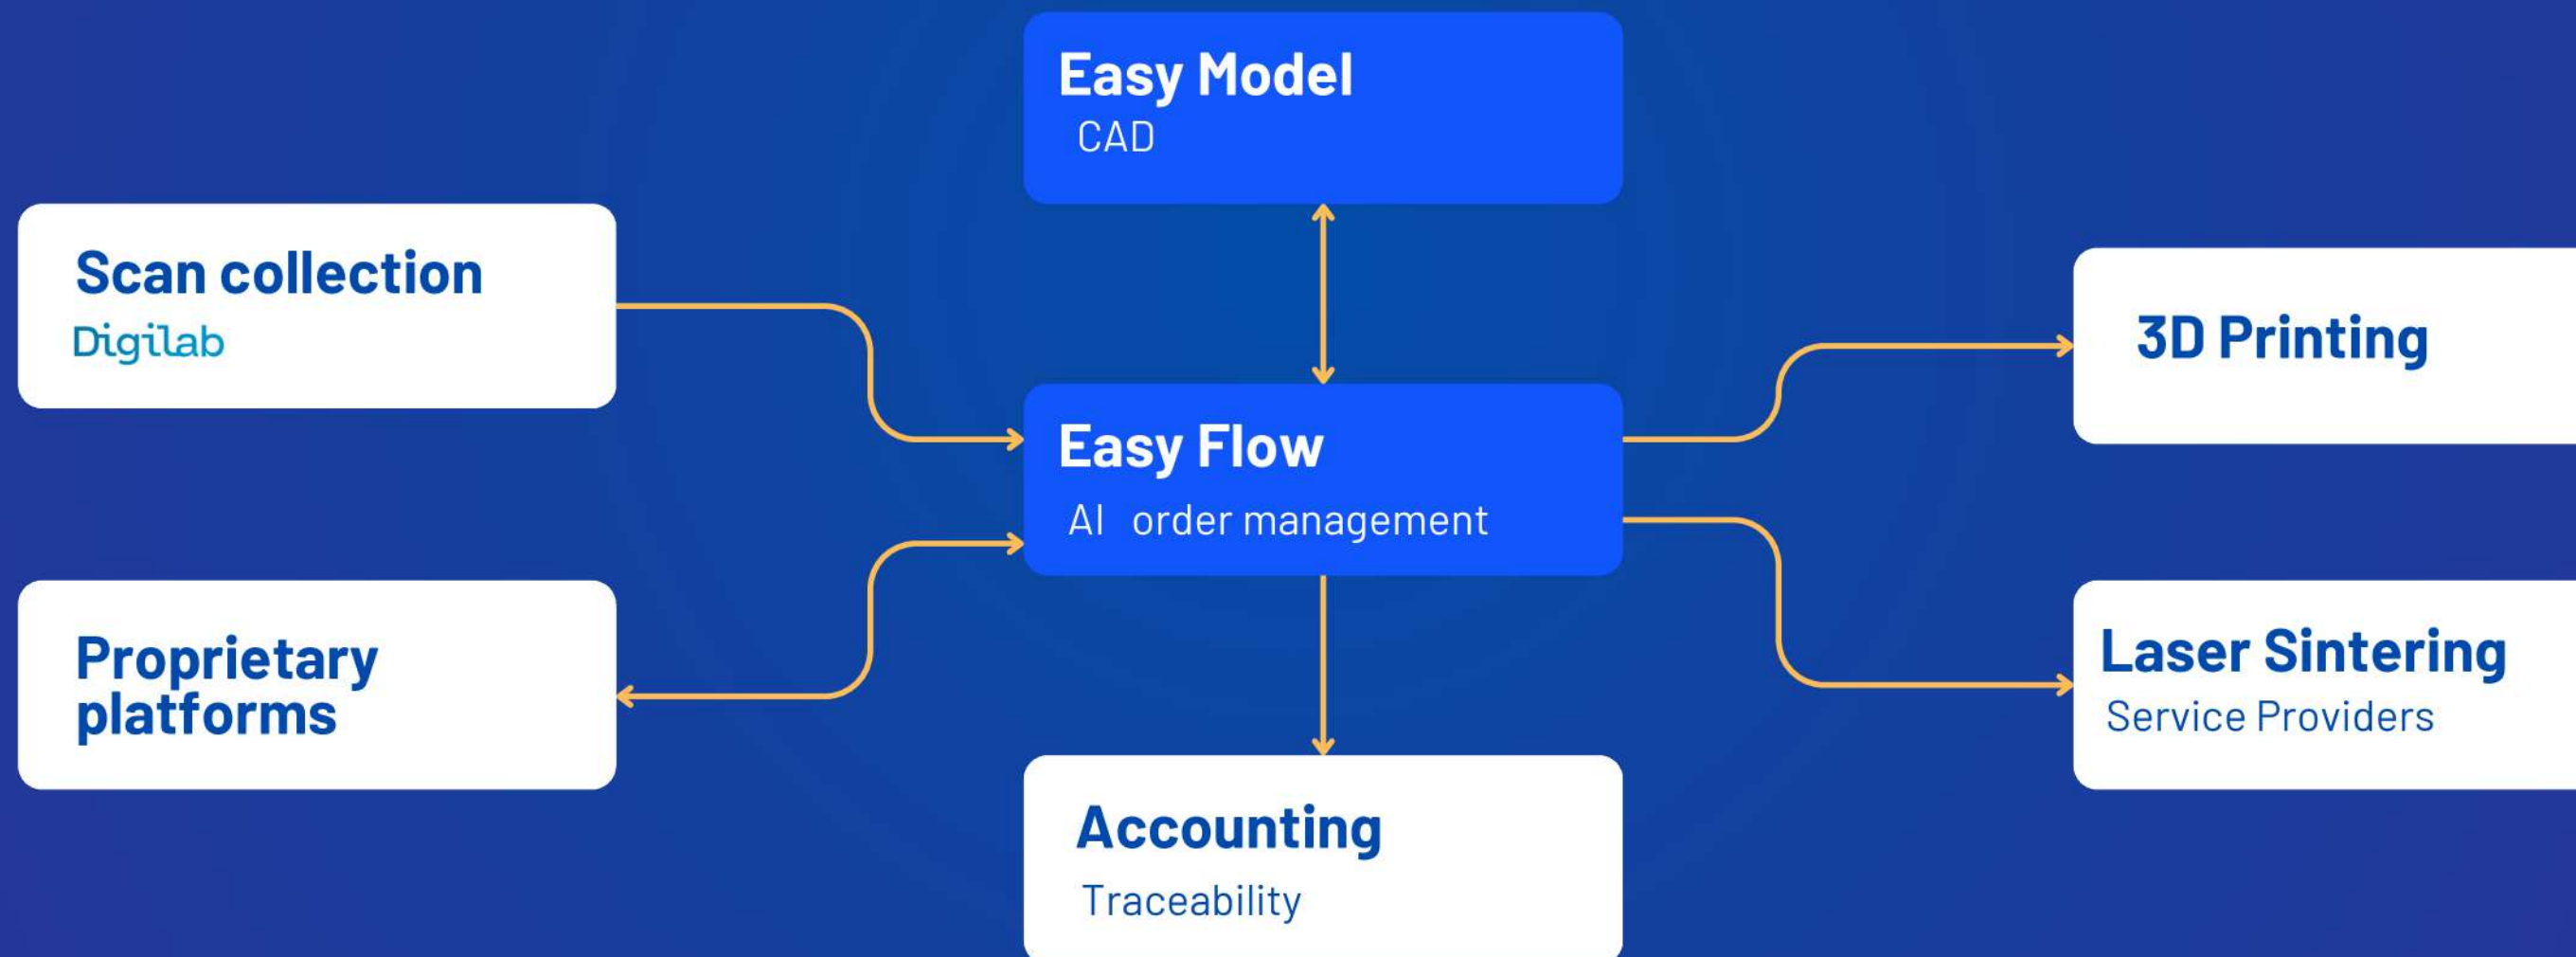 Easy Model
CAD
Scan collection
Digilab
3D Printing
Easy Flow
AI order management
Proprietary
platforms
Laser Sintering
Service Providers
Accounting
Traceability